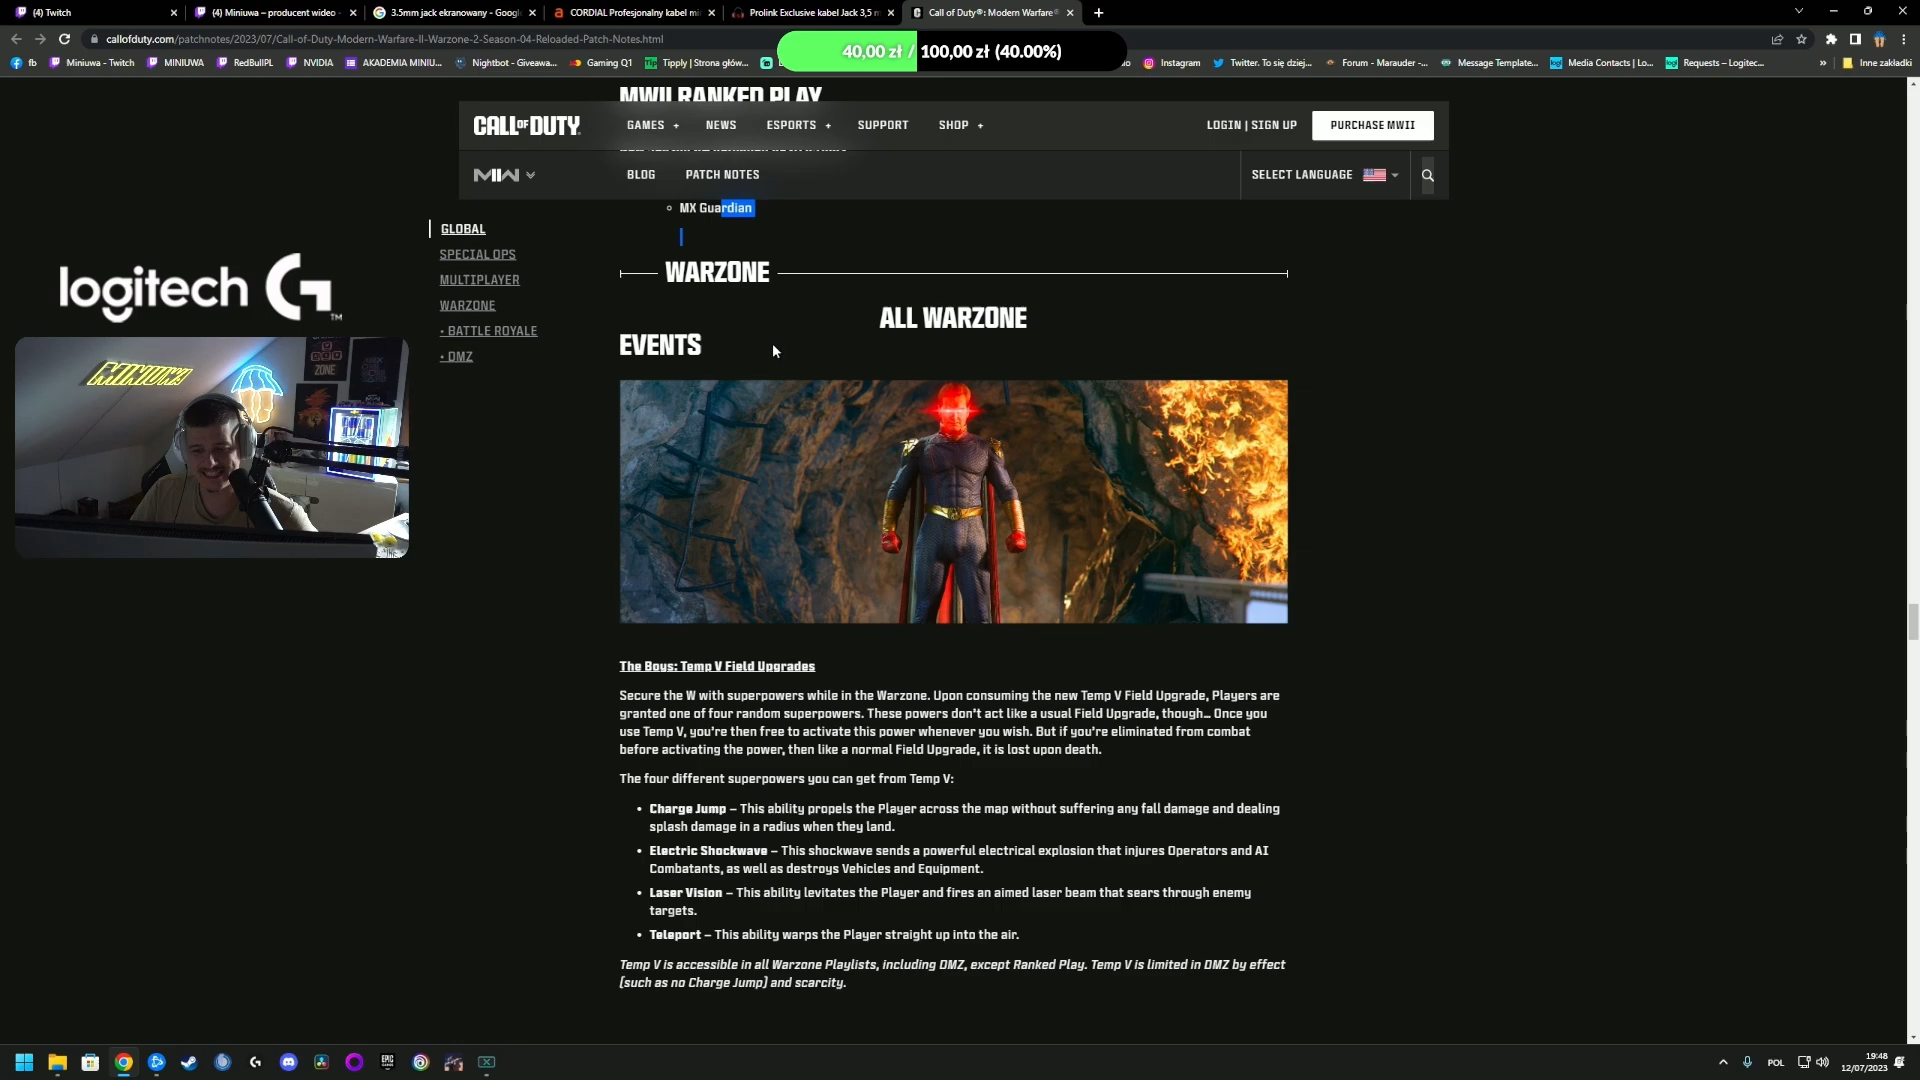 (4) Twitch
(4) Miniuwa – producent wideo -
3.5mm jack ekranowany - Googl
CORDIAL Profesjonalny kabel mi
Prolink Exclusive kabel Jack 3,5 m
Call of Duty®: Modern Warfare®
callofduty.com/patchnotes/2023/07/Call-of-Duty-Modern-Warfare-II-Warzone-2-Season-04-Reloaded-Patch-Notes.html
40,00 zł / 100,00 zł (40.00%)
fb
Miniuwa - Twitch
MINIUWA
RedBullPL
NVIDIA
AKADEMIA MINIU...
Nightbot - Giveawa...
Gaming Q1
Tipply | Strona głów...
Instagram
Twitter. To się dziej...
Forum - Marauder -...
Message Template...
Media Contacts | Lo...
Requests – Logitec...
»
Inne zakładki
MWII RANKED PLAY
CALL OF DUTY
GAMES +
NEWS
ESPORTS +
SUPPORT
SHOP +
LOGIN | SIGN UP
PURCHASE MWII
MWII
BLOG
PATCH NOTES
SELECT LANGUAGE
MX Guardian
GLOBAL
SPECIAL OPS
MULTIPLAYER
WARZONE
• BATTLE ROYALE
• DMZ
logitech G™
MINIUWA
ZONE
WARZONE
ALL WARZONE
EVENTS
The Boys: Temp V Field Upgrades
Secure the W with superpowers while in the Warzone. Upon consuming the new Temp V Field Upgrade, Players are
granted one of four random superpowers. These powers don't act like a usual Field Upgrade, though… Once you
use Temp V, you're then free to activate this power whenever you wish. But if you're eliminated from combat
before activating the power, then like a normal Field Upgrade, it is lost upon death.
The four different superpowers you can get from Temp V:
• Charge Jump – This ability propels the Player across the map without suffering any fall damage and dealing
splash damage in a radius when they land.
• Electric Shockwave – This shockwave sends a powerful electrical explosion that injures Operators and AI
Combatants, as well as destroys Vehicles and Equipment.
• Laser Vision – This ability levitates the Player and fires an aimed laser beam that sears through enemy
targets.
• Teleport – This ability warps the Player straight up into the air.
Temp V is accessible in all Warzone Playlists, including DMZ, except Ranked Play. Temp V is limited in DMZ by effect
(such as no Charge Jump) and scarcity.
POL
19:48
12/07/2023